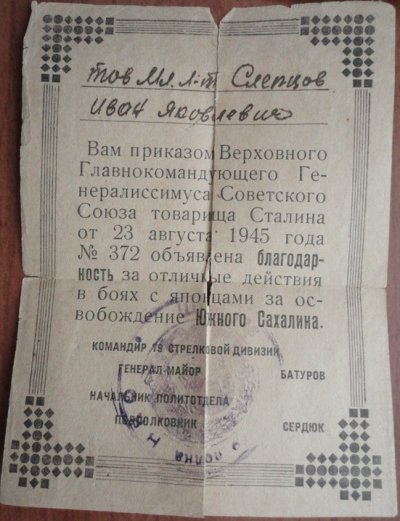 тов Мл. л-т Слепцов
Иван Яковлевич
Вам приказом Верховного
Главнокомандующего Ге-
нералиссимуса Советского
Союза товарища Сталина
от 23 августа 1945 года
№ 372 объявлена благодар-
ность за отличные действия
в боях с японцами за ос-
вобождение Южного Сахалина.
КОМАНДИР 79 СТРЕЛКОВОЙ ДИВИЗИИ
ГЕНЕРАЛ-МАЙОР БАТУРОВ
НАЧАЛЬНИК ПОЛИТОТДЕЛА
ПОДПОЛКОВНИК СЕРДЮК